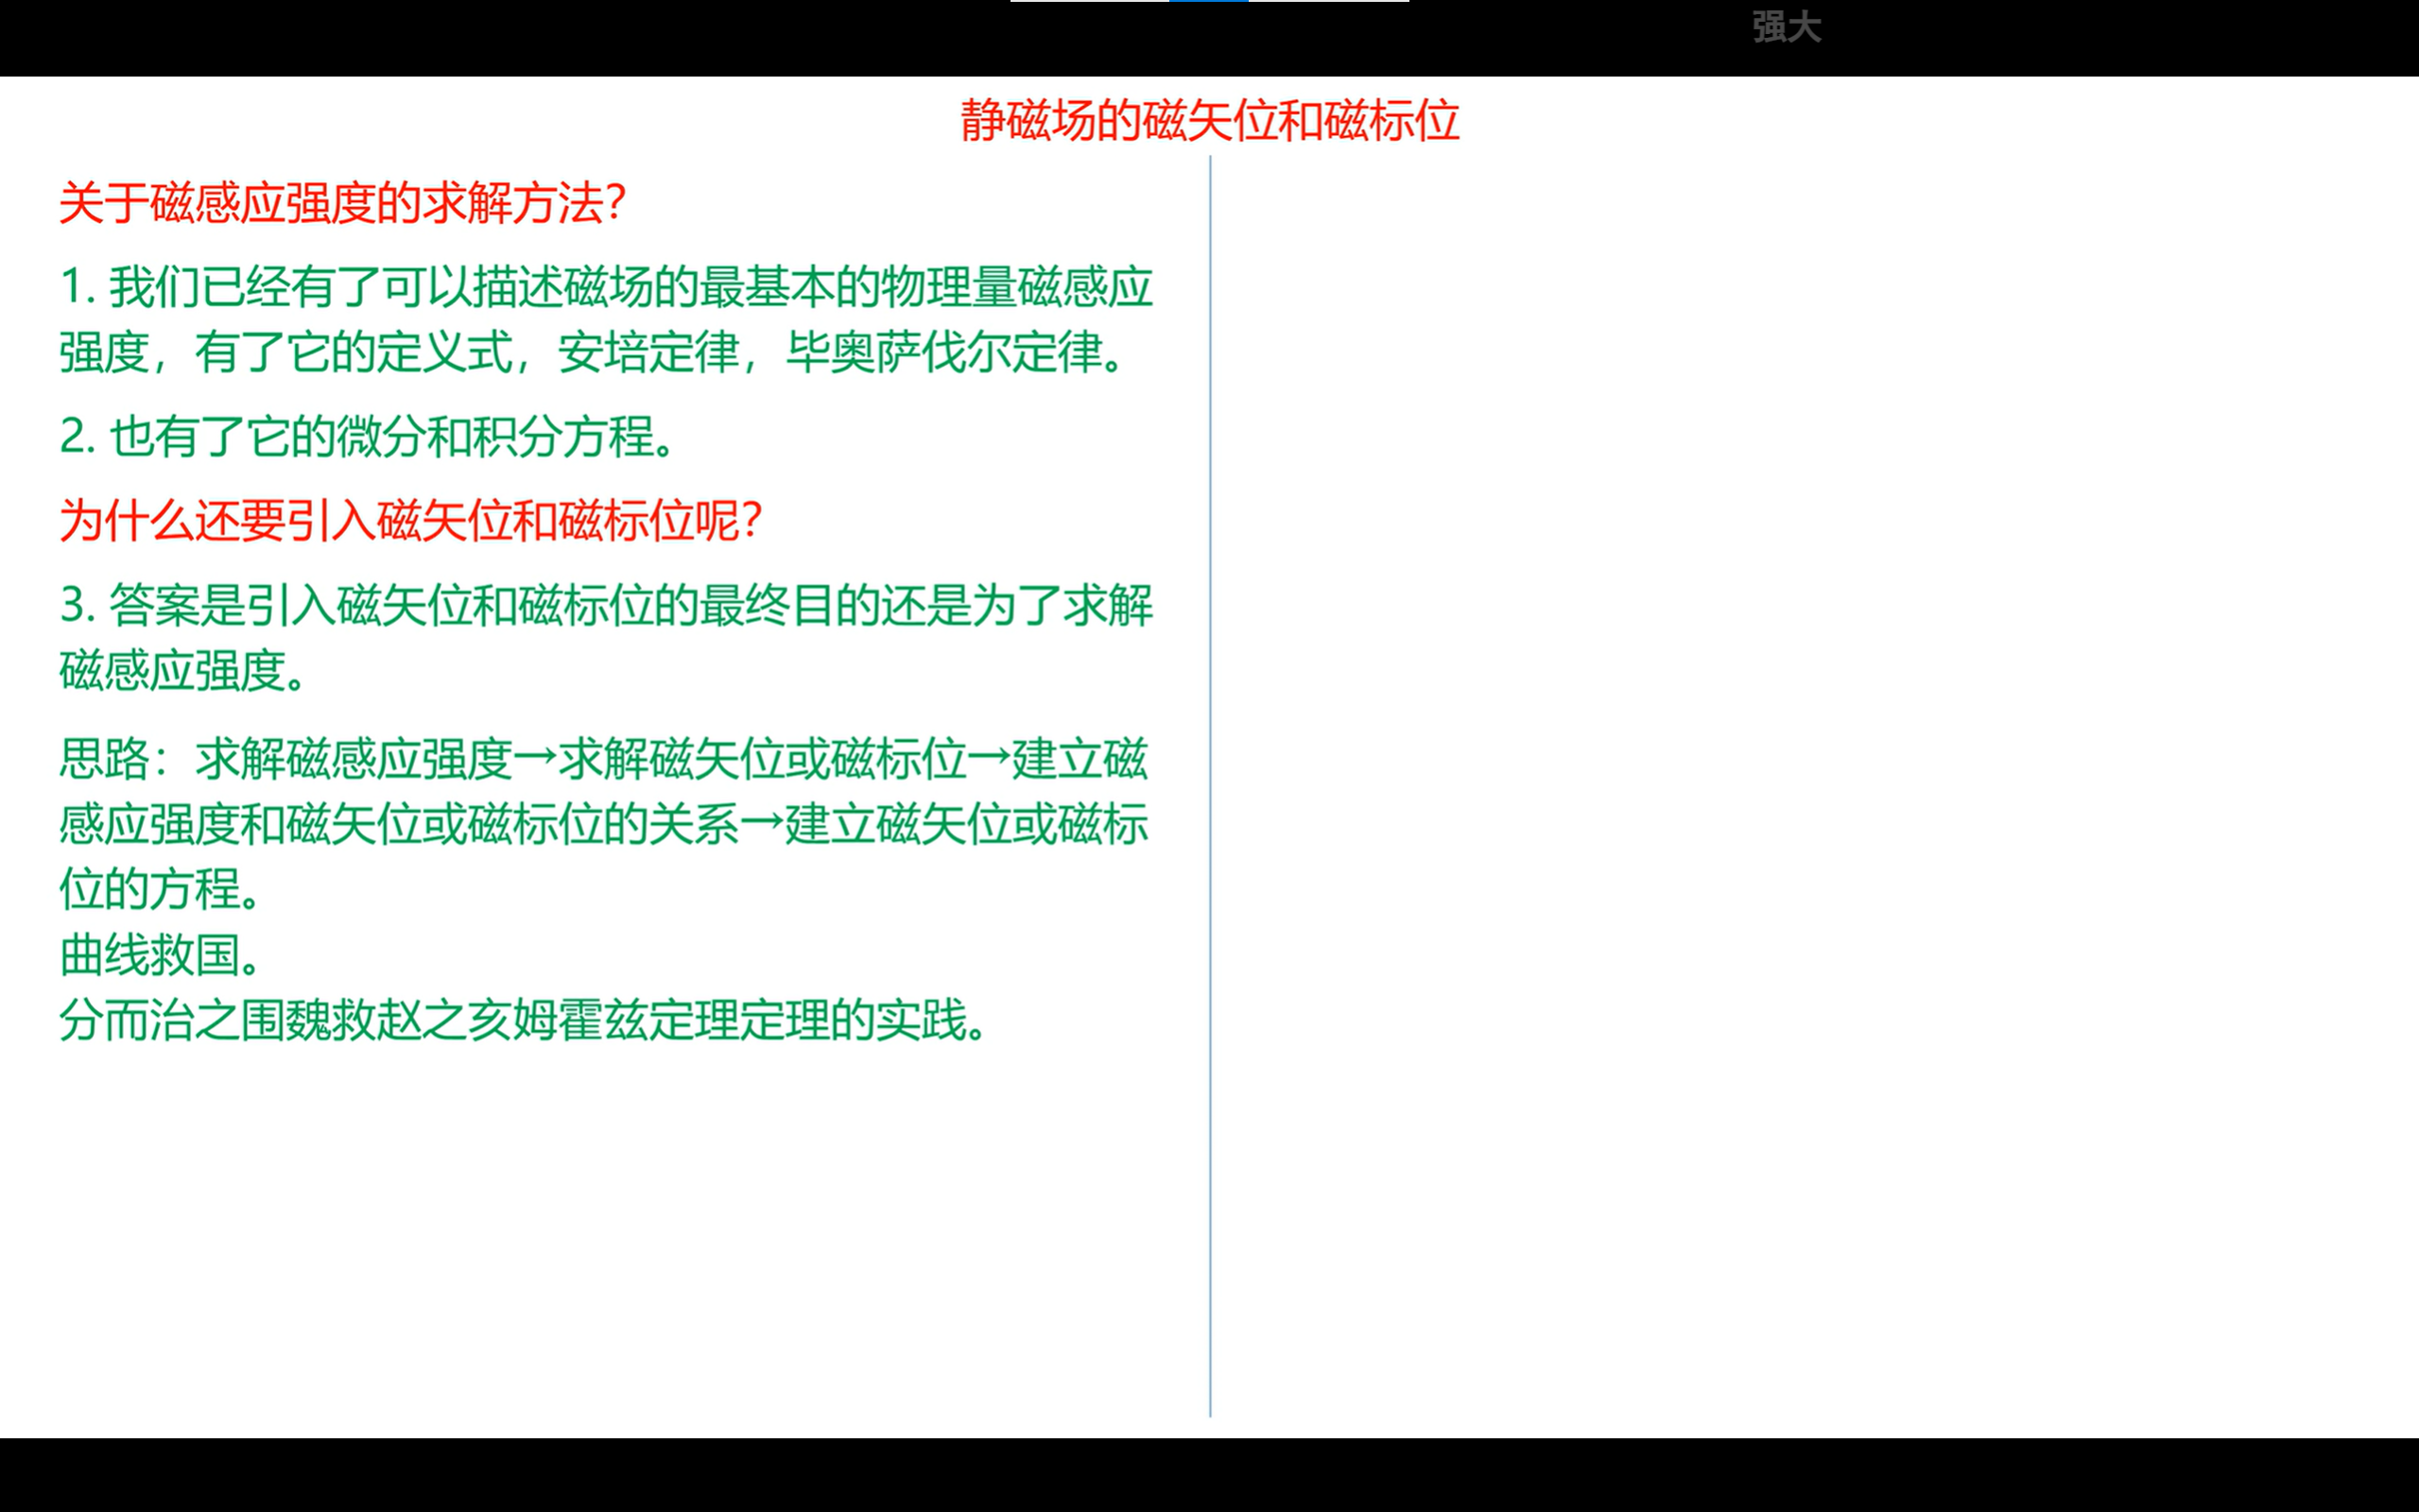 强大
静磁场的磁矢位和磁标位
关于磁感应强度的求解方法？
1. 我们已经有了可以描述磁场的最基本的物理量磁感应
强度，有了它的定义式，安培定律，毕奥萨伐尔定律。
2. 也有了它的微分和积分方程。
为什么还要引入磁矢位和磁标位呢？
3. 答案是引入磁矢位和磁标位的最终目的还是为了求解
磁感应强度。
思路：求解磁感应强度→求解磁矢位或磁标位→建立磁
感应强度和磁矢位或磁标位的关系→建立磁矢位或磁标
位的方程。
曲线救国。
分而治之围魏救赵之亥姆霍兹定理定理的实践。